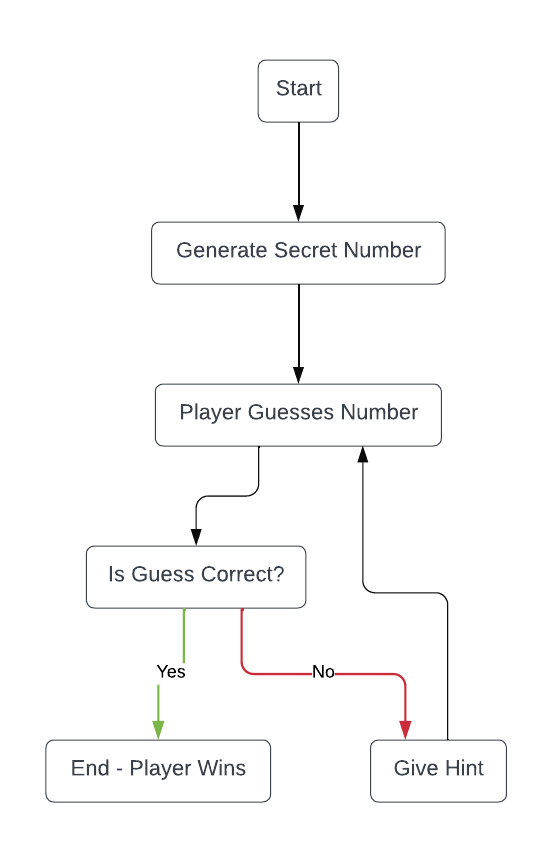 Start
Generate Secret Number
Player Guesses Number
Is Guess Correct?
Yes
No
End - Player Wins
Give Hint